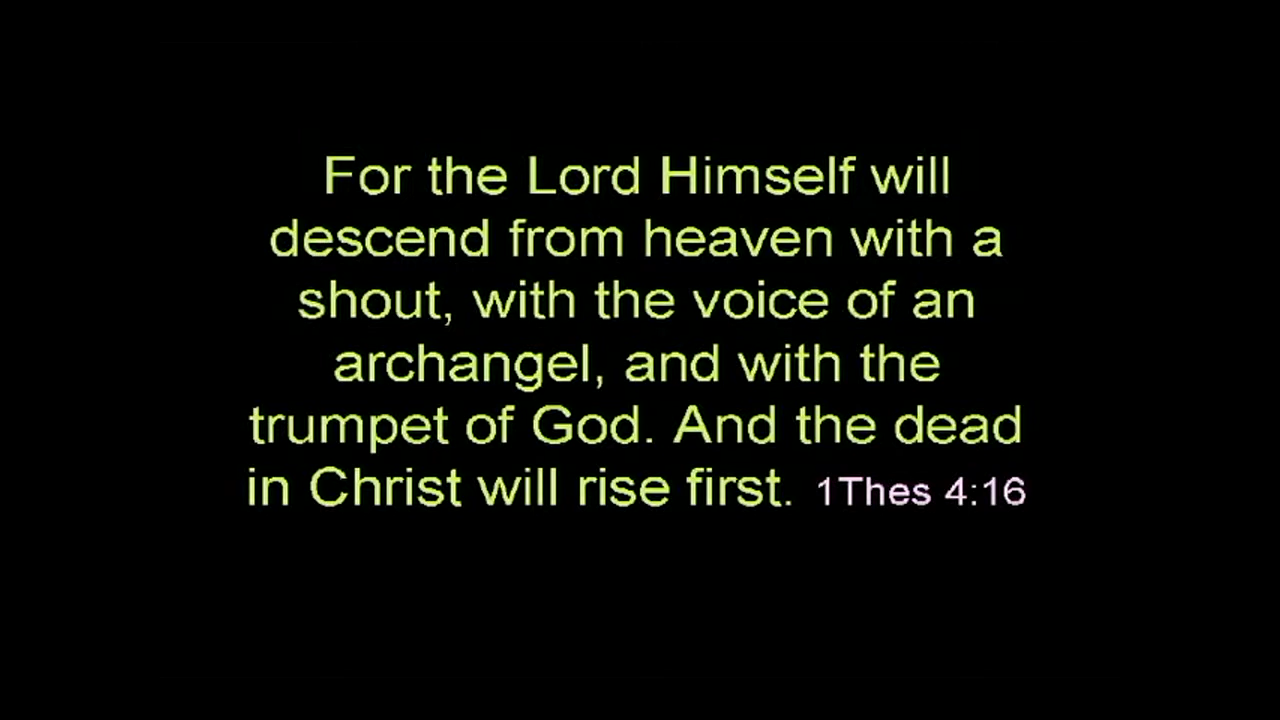 For the Lord Himself will
descend from heaven with a
shout, with the voice of an
archangel, and with the
trumpet of God. And the dead
in Christ will rise first. 1Thes 4:16